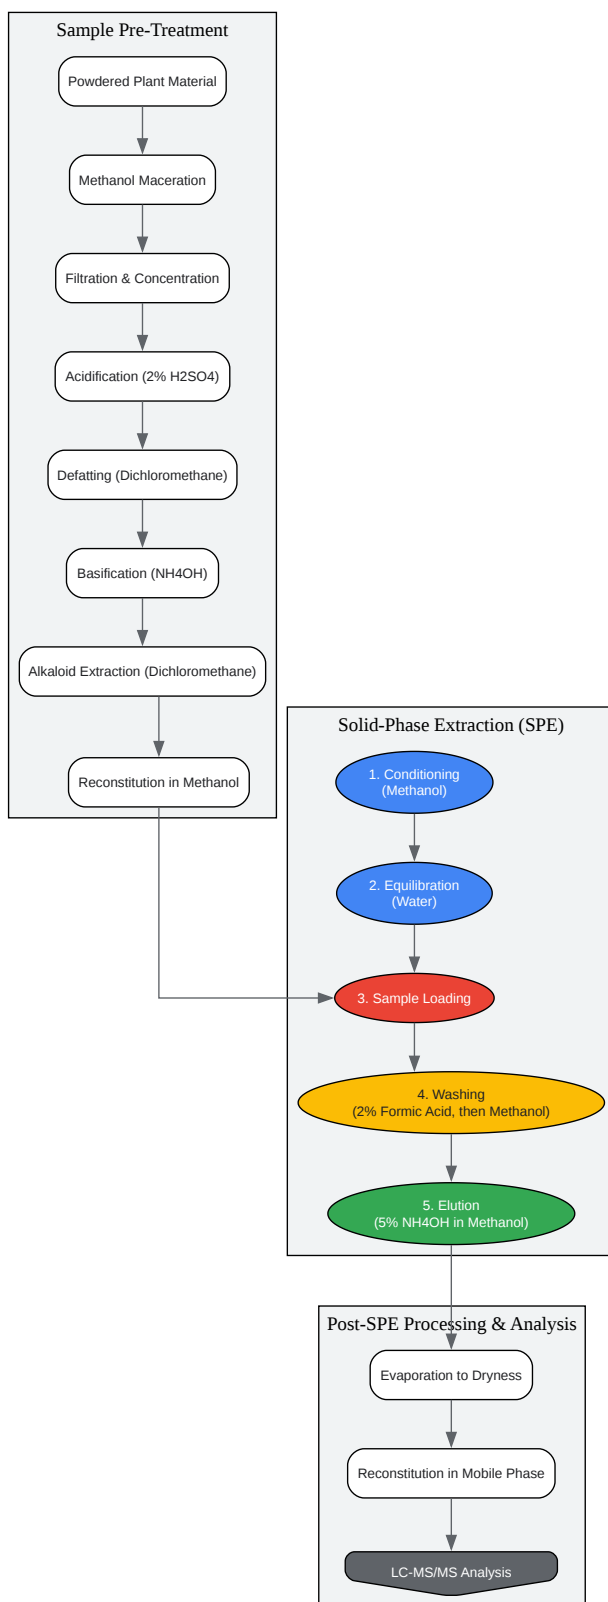 Sample Pre-Treatment
Powdered Plant Material
Methanol Maceration
Filtration & Concentration
Acidification (2% H2SO4)
Defatting (Dichloromethane)
Basification (NH4OH)
Alkaloid Extraction (Dichloromethane)
Reconstitution in Methanol
Solid-Phase Extraction (SPE)
1. Conditioning
(Methanol)
2. Equilibration
(Water)
3. Sample Loading
4. Washing
(2% Formic Acid, then Methanol)
5. Elution
(5% NH4OH in Methanol)
Post-SPE Processing & Analysis
Evaporation to Dryness
Reconstitution in Mobile Phase
LC-MS/MS Analysis